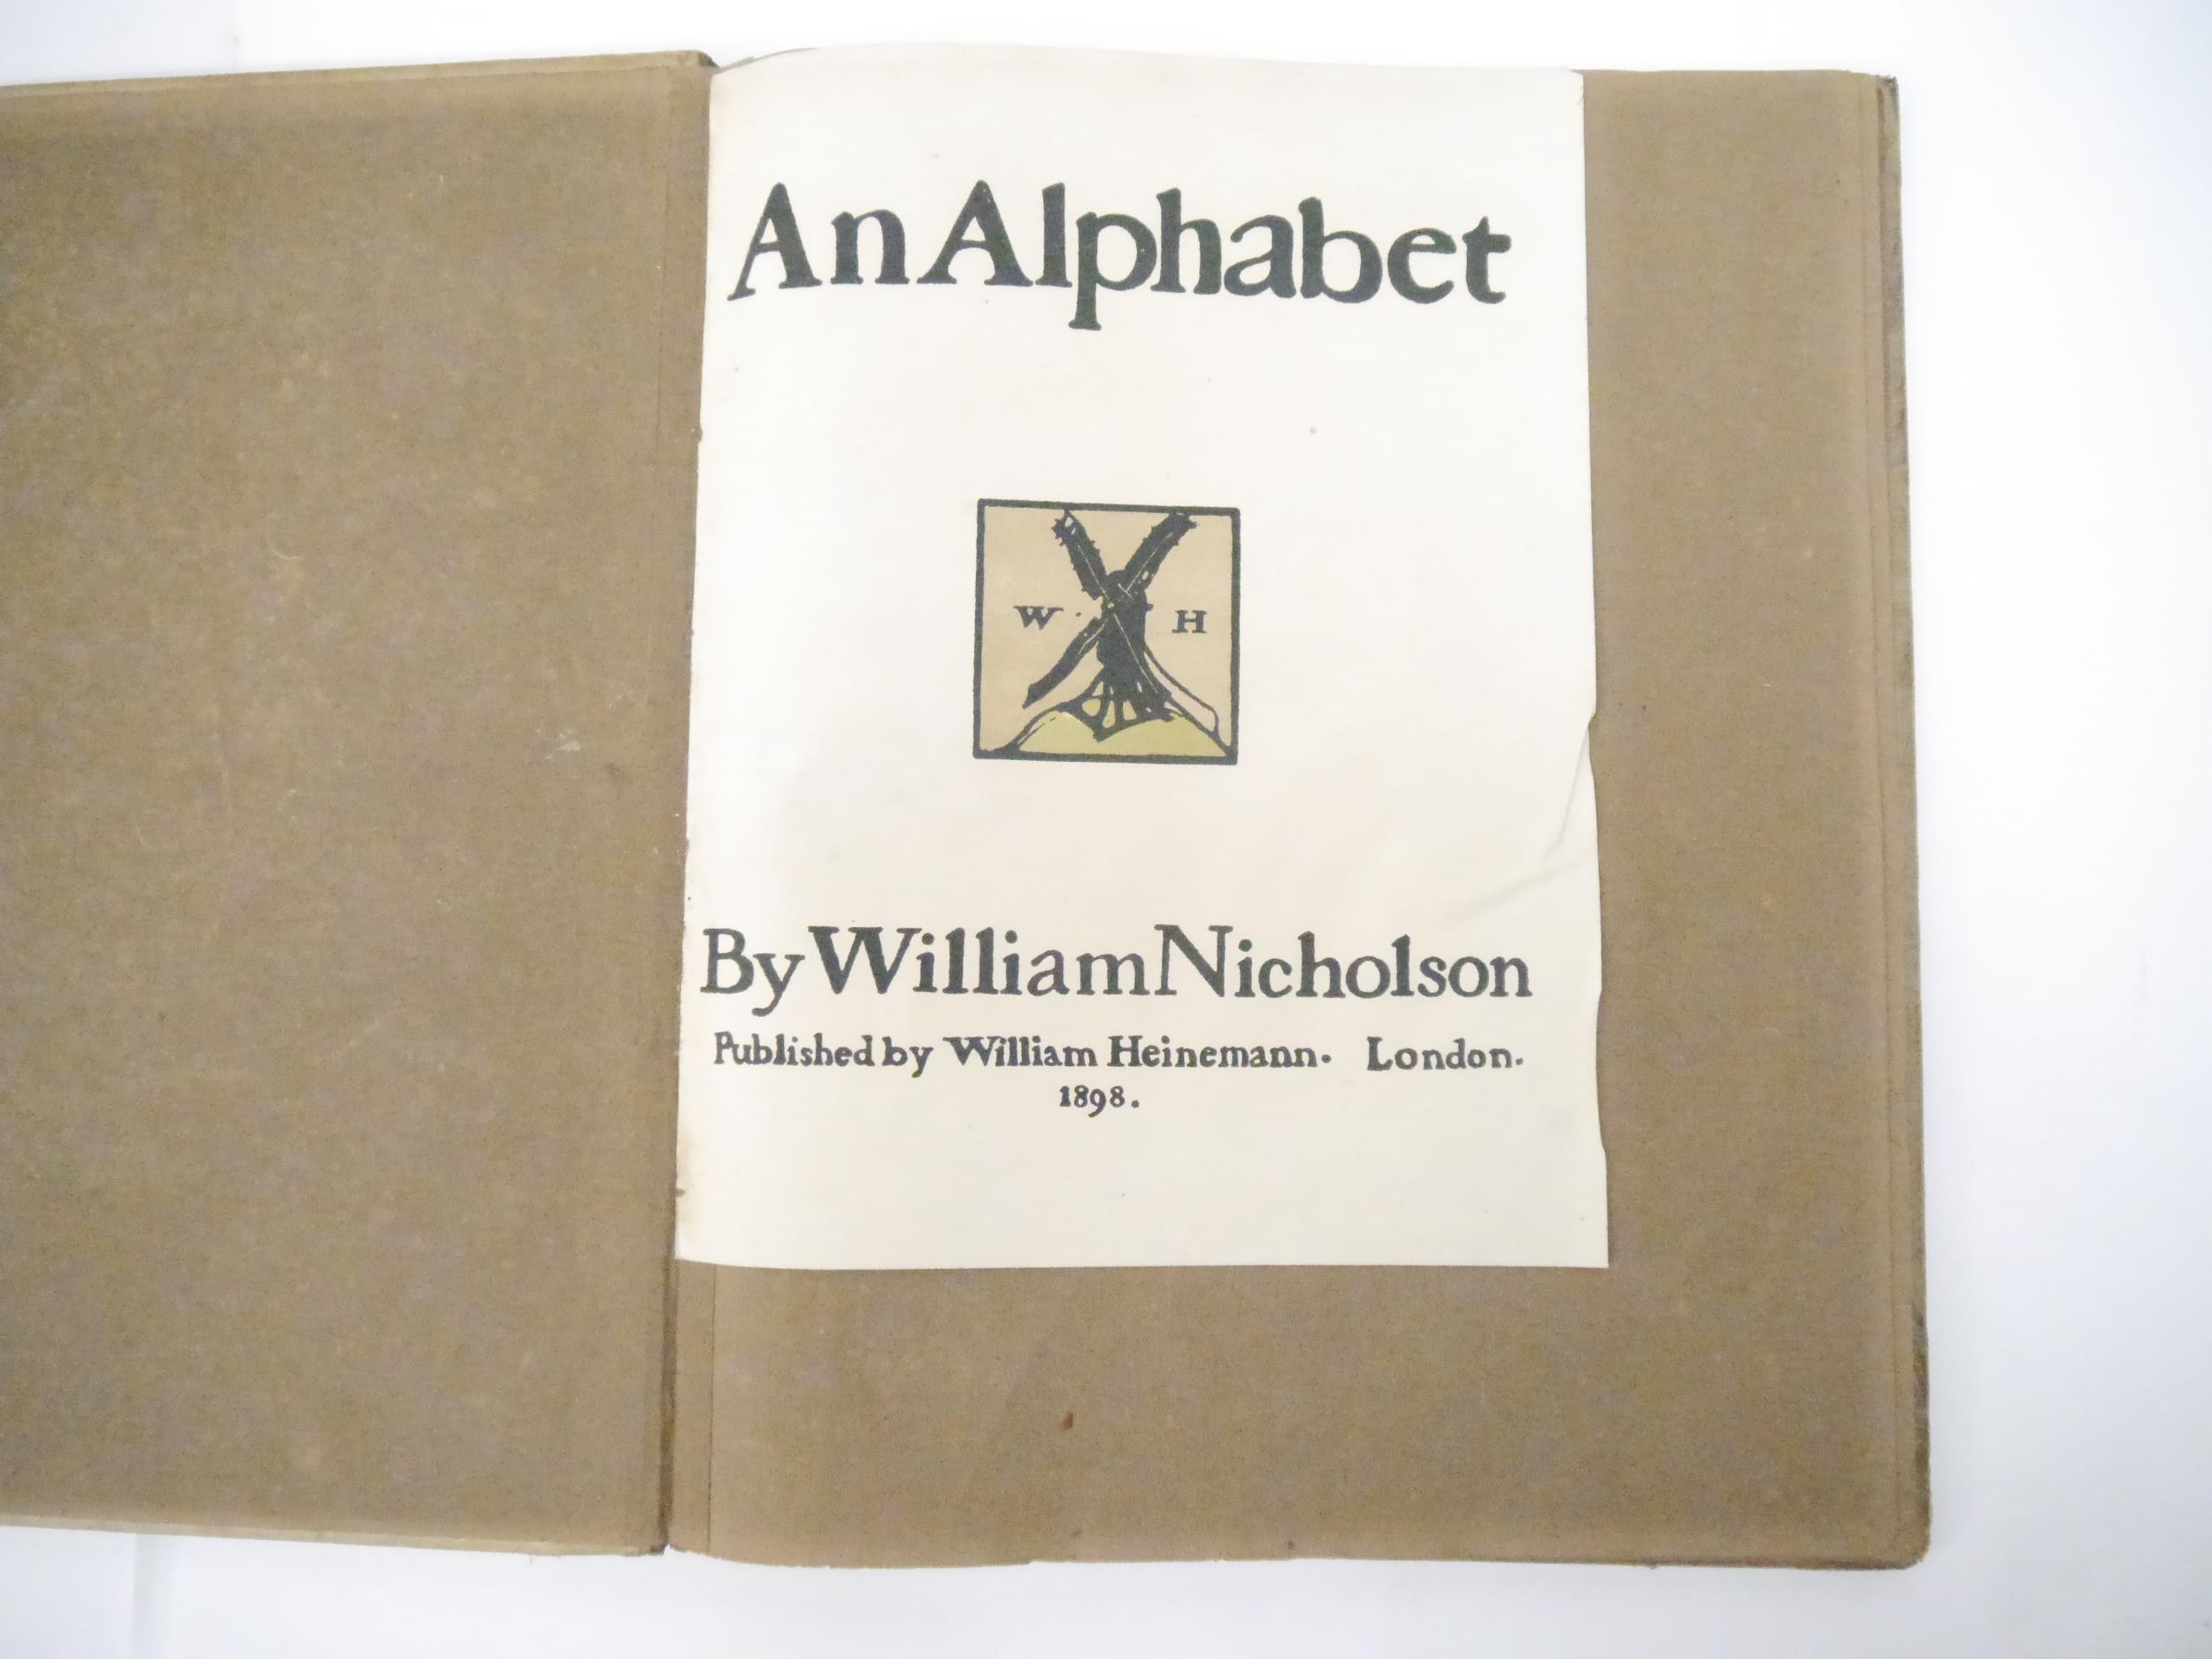 An Alphabet
W H
By William Nicholson
Published by William Heinemann. London.
1898.